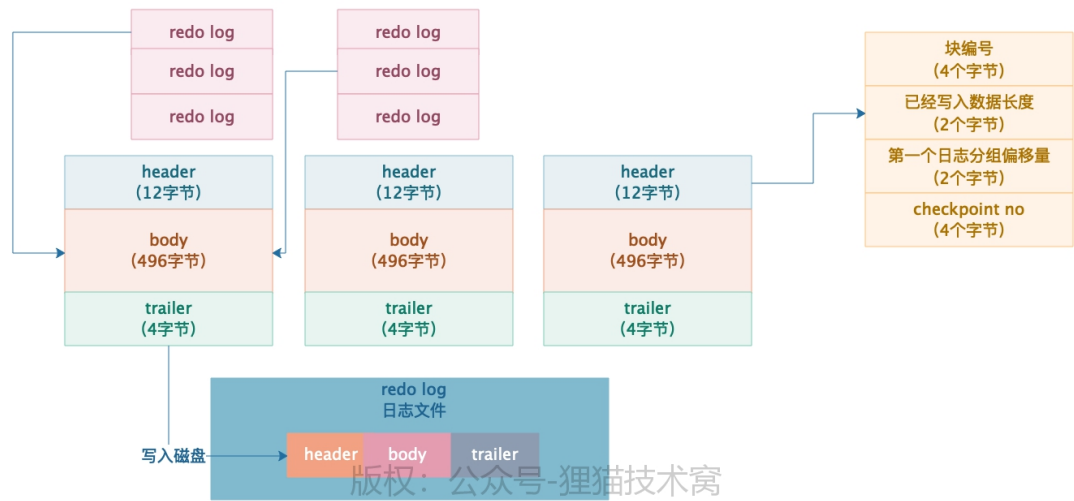 redo log
redo log
redo log
redo log
redo log
redo log
header
(12字节)
body
(496字节)
trailer
(4字节)
header
(12字节)
body
(496字节)
trailer
(4字节)
header
(12字节)
body
(496字节)
trailer
(4字节)
块编号
(4个字节)
已经写入数据长度
(2个字节)
第一个日志分组偏移量
(2个字节)
checkpoint no
(4个字节)
redo log
日志文件
写入磁盘
header
body
trailer
版权：公众号-狸猫技术窝